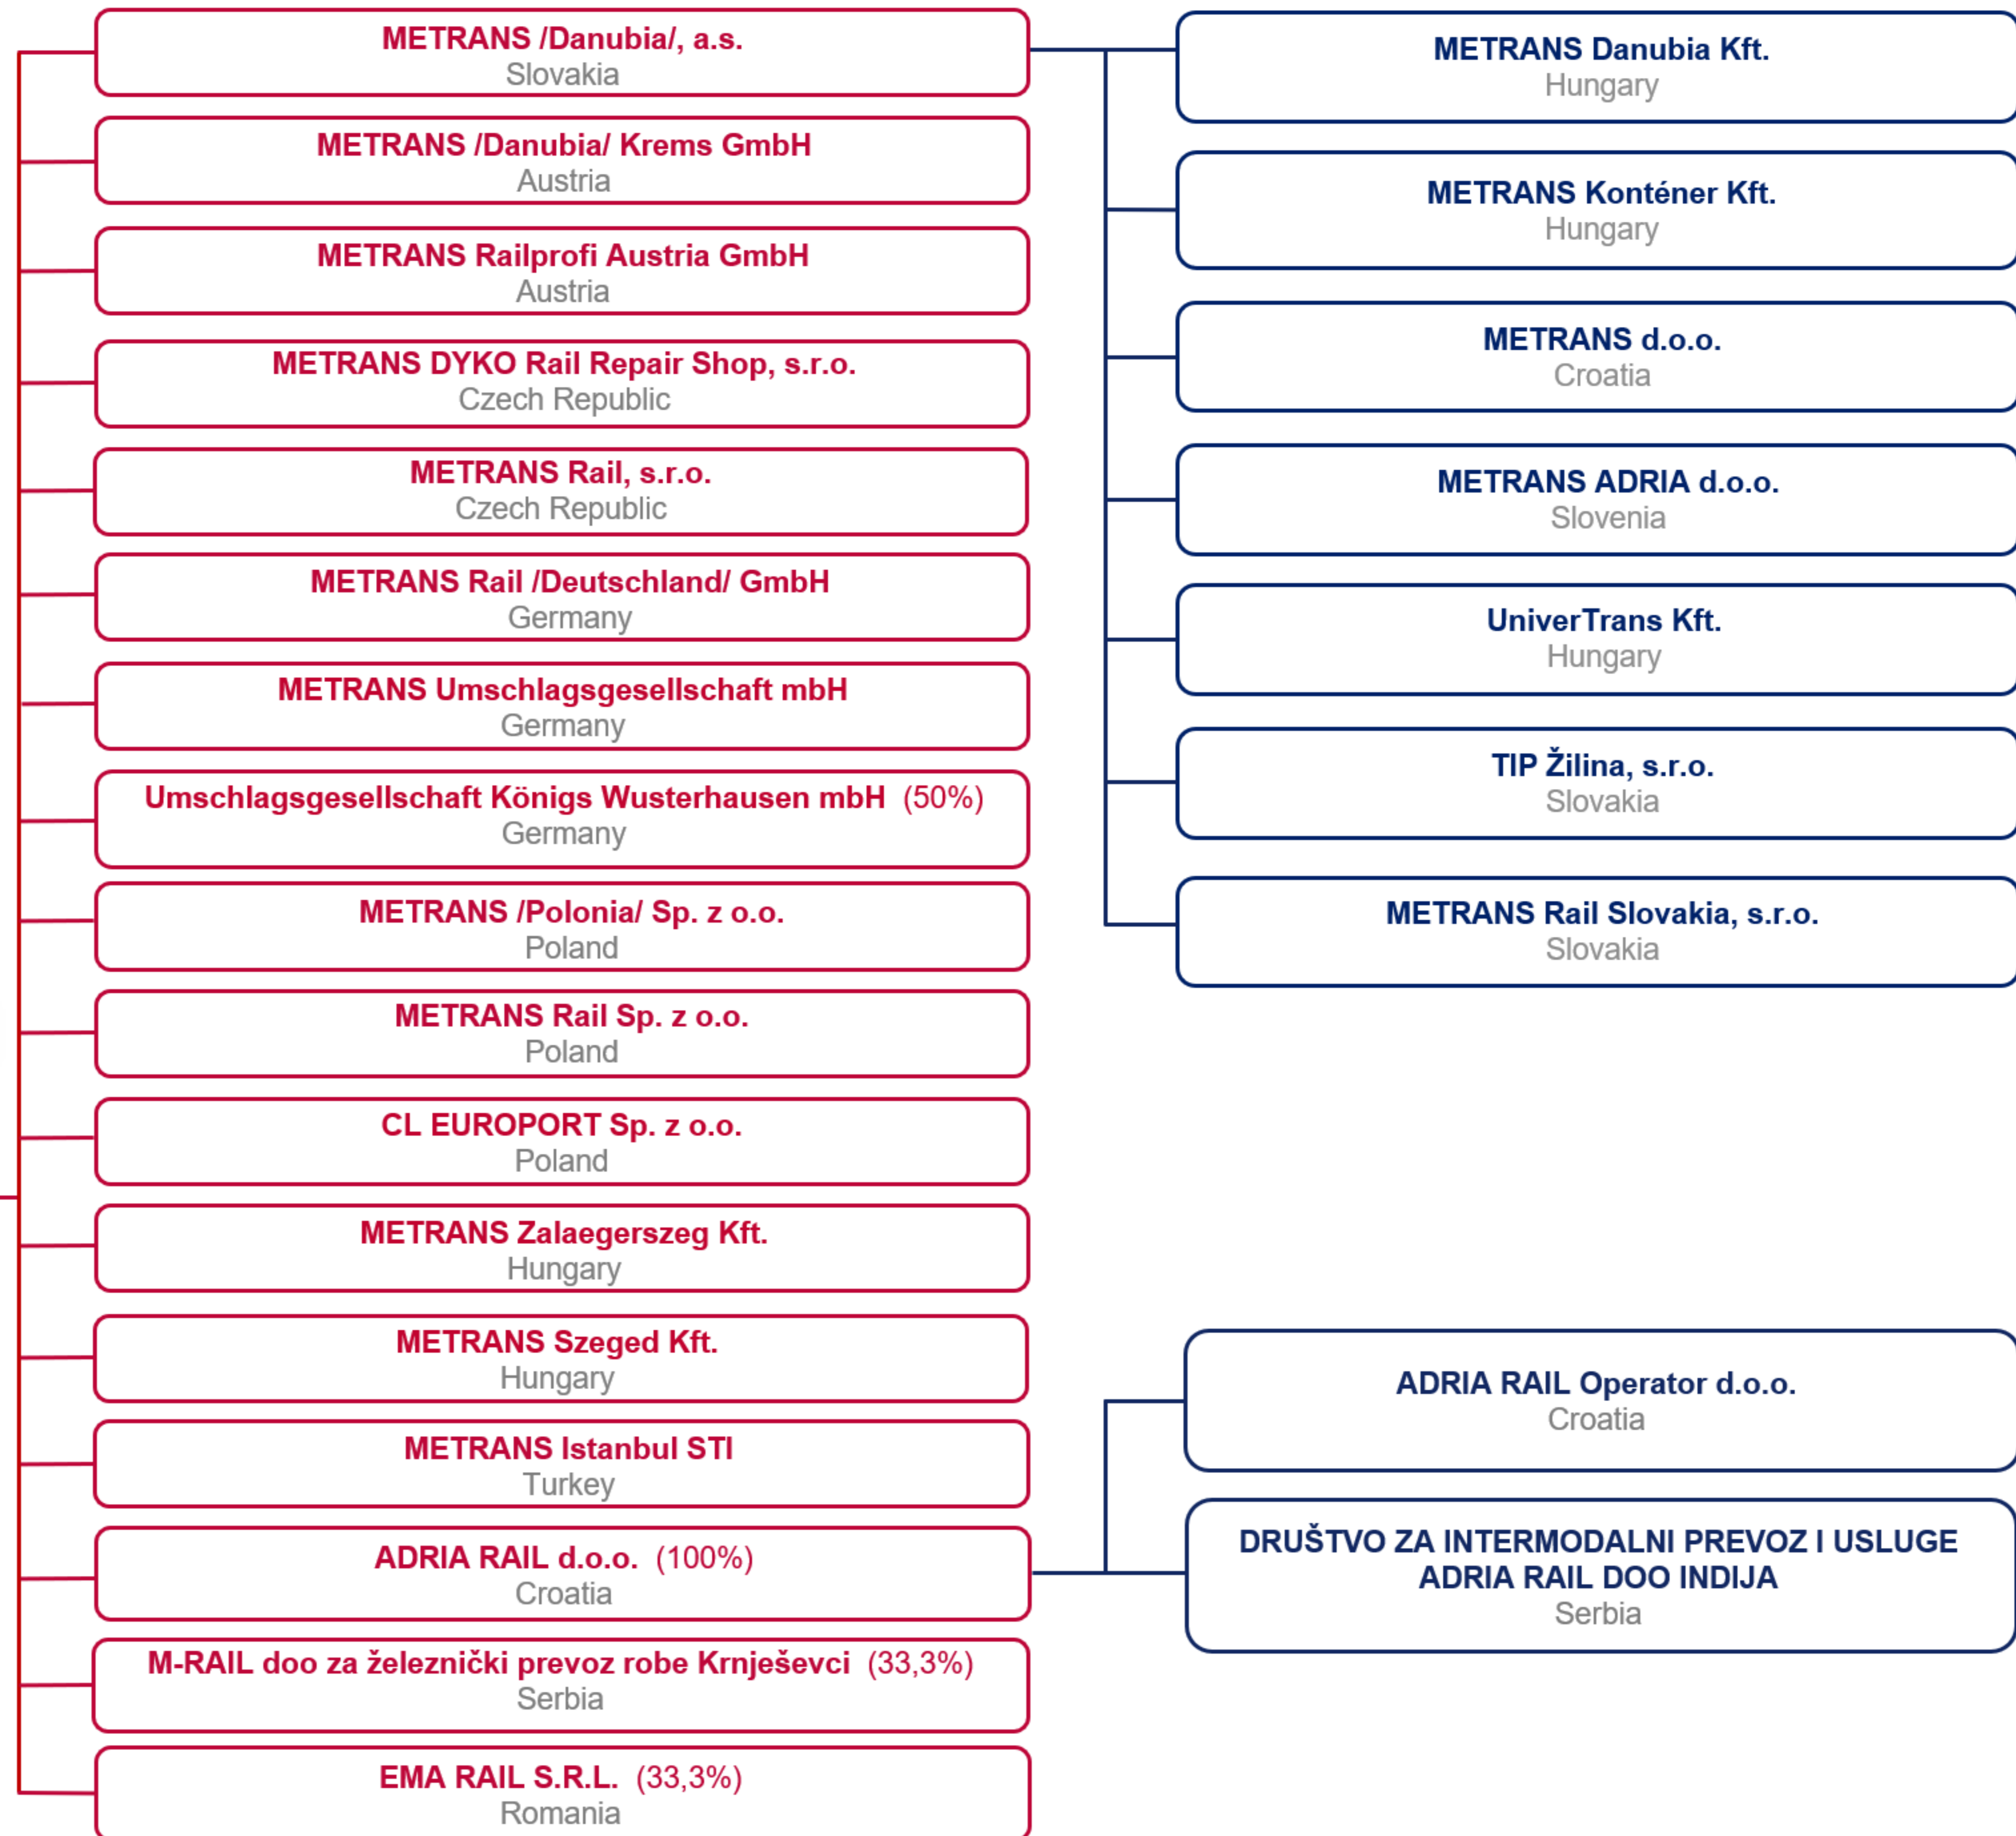 METRANS /Danubia/, a.s.
Slovakia
METRANS /Danubia/ Krems GmbH
Austria
METRANS Railprofi Austria GmbH
Austria
METRANS DYKO Rail Repair Shop, s.r.o.
Czech Republic
METRANS Rail, s.r.o.
Czech Republic
METRANS Rail /Deutschland/ GmbH
Germany
METRANS Umschlagsgesellschaft mbH
Germany
Umschlagsgesellschaft Königs Wusterhausen mbH (50%)
Germany
METRANS /Polonia/ Sp. z o.o.
Poland
METRANS Rail Sp. z o.o.
Poland
CL EUROPORT Sp. z o.o.
Poland
METRANS Zalaegerszeg Kft.
Hungary
METRANS Szeged Kft.
Hungary
METRANS Istanbul STI
Turkey
ADRIA RAIL d.o.o. (100%)
Croatia
M-RAIL doo za železnički prevoz robe Krnješevci (33,3%)
Serbia
EMA RAIL S.R.L. (33,3%)
Romania
METRANS Danubia Kft.
Hungary
METRANS Konténer Kft.
Hungary
METRANS d.o.o.
Croatia
METRANS ADRIA d.o.o.
Slovenia
UniverTrans Kft.
Hungary
TIP Žilina, s.r.o.
Slovakia
METRANS Rail Slovakia, s.r.o.
Slovakia
ADRIA RAIL Operator d.o.o.
Croatia
DRUŠTVO ZA INTERMODALNI PREVOZ I USLUGE
ADRIA RAIL DOO INDIJA
Serbia